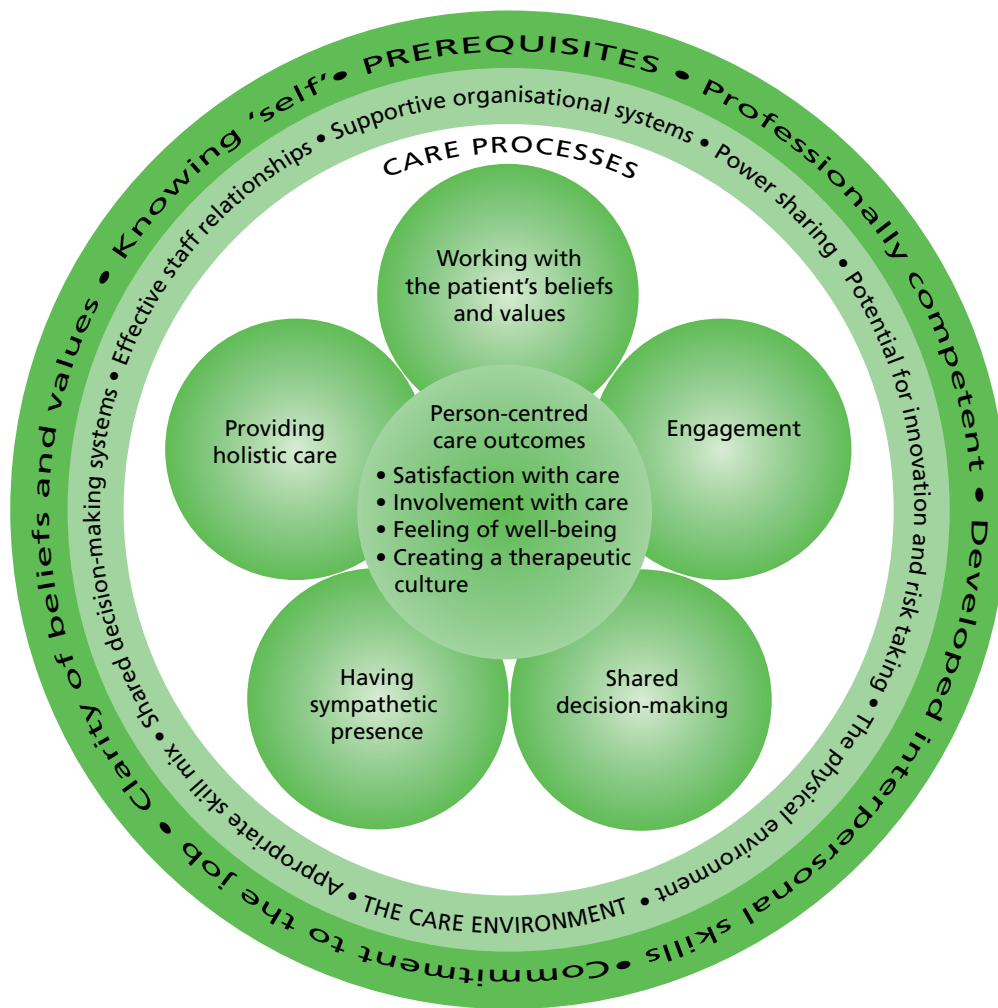 PREREQUISITES • Professionally competent • Developed interpersonal skills • Commitment to the job • Clarity of beliefs and values • Knowing ‘self’ •
Supportive organisational systems • Power sharing • Potential for innovation and risk taking • The physical environment • THE CARE ENVIRONMENT • Appropriate skill mix • Shared decision-making systems • Effective staff relationships •
CARE PROCESSES
Working with
the patient’s beliefs
and values
Engagement
Shared
decision-making
Having
sympathetic
presence
Providing
holistic care
Person-centred
care outcomes
• Satisfaction with care
• Involvement with care
• Feeling of well-being
• Creating a therapeutic
culture